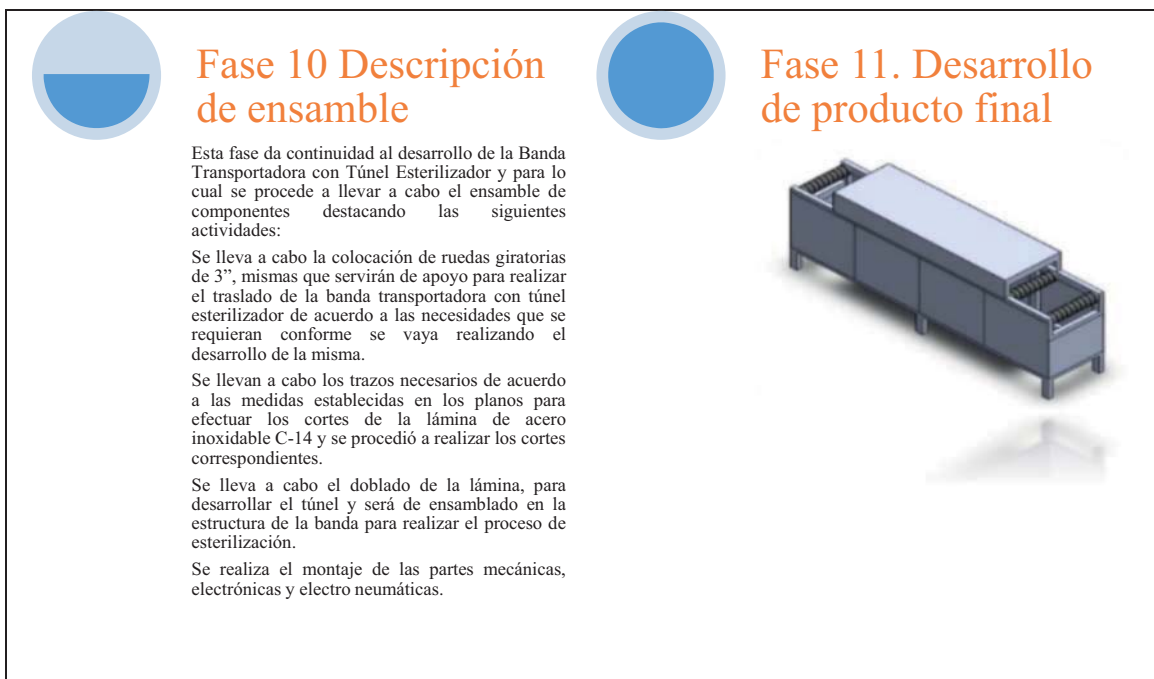 Fase 10 Descripción
de ensamble
Esta fase da continuidad al desarrollo de la Banda
Transportadora con Túnel Esterilizador y para lo
cual se procede a llevar a cabo el ensamble de
componentes destacando las siguientes
actividades:
Se lleva a cabo la colocación de ruedas giratorias
de 3”, mismas que servirán de apoyo para realizar
el traslado de la banda transportadora con túnel
esterilizador de acuerdo a las necesidades que se
requieran conforme se vaya realizando el
desarrollo de la misma.
Se llevan a cabo los trazos necesarios de acuerdo
a las medidas establecidas en los planos para
efectuar los cortes de la lámina de acero
inoxidable C-14 y se procedió a realizar los cortes
correspondientes.
Se lleva a cabo el doblado de la lámina, para
desarrollar el túnel y será de ensamblado en la
estructura de la banda para realizar el proceso de
esterilización.
Se realiza el montaje de las partes mecánicas,
electrónicas y electro neumáticas.
Fase 11. Desarrollo
de producto final